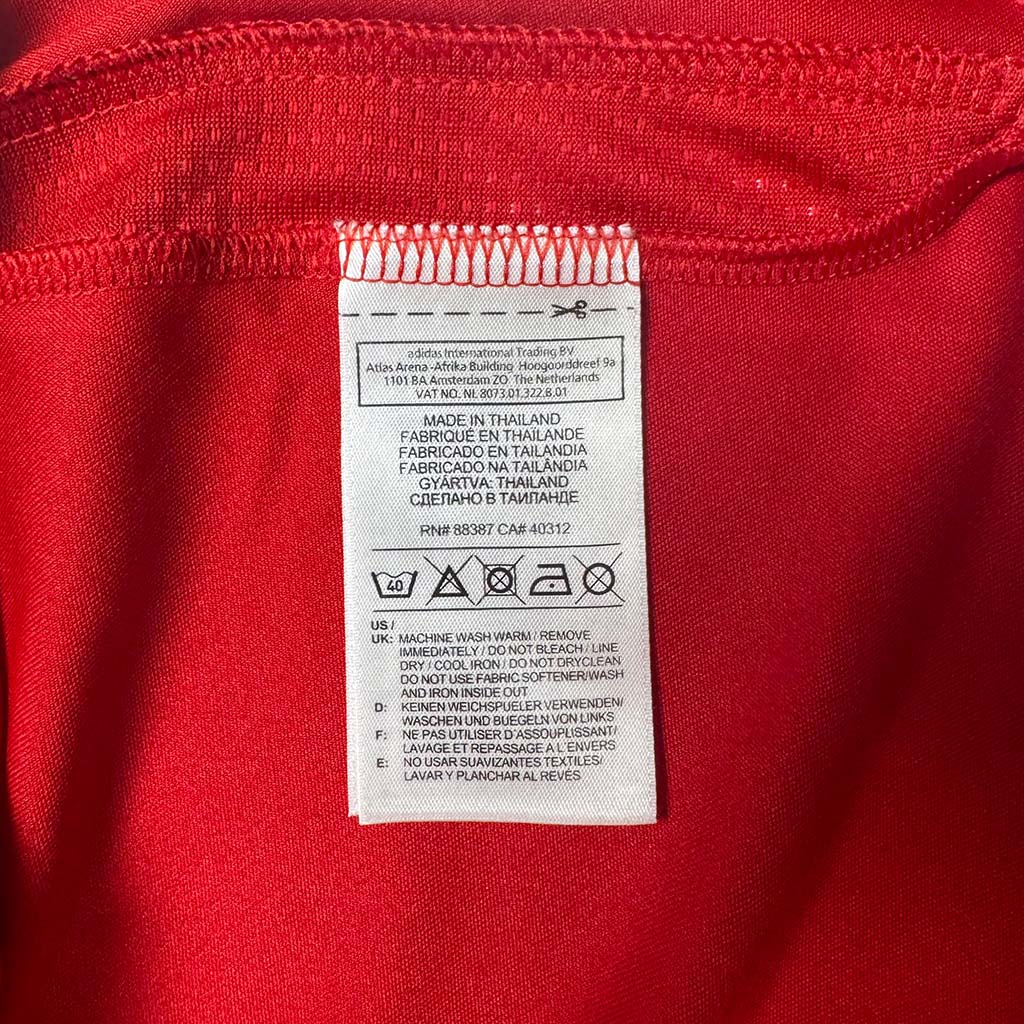 adidas International Trading BV
Atlas Arena -Afrika Building Hoogoorddreef 9a
1101 BA Amsterdam ZO The Netherlands
VAT NO. NL 8073.01.322.B.01
MADE IN THAILAND
FABRIQUÉ EN THAÏLANDE
FABRICADO EN TAILANDIA
FABRICADO NA TAILÂNDIA
GYÁRTVA: THAILAND
СДЕЛАНО В ТАИЛАНДЕ
RN# 88387 CA# 40312
40
US /
UK: MACHINE WASH WARM / REMOVE
IMMEDIATELY / DO NOT BLEACH / LINE
DRY / COOL IRON / DO NOT DRYCLEAN
DO NOT USE FABRIC SOFTENER/WASH
AND IRON INSIDE OUT
D: KEINEN WEICHSPUELER VERWENDEN/
WASCHEN UND BUEGELN VON LINKS
F: NE PAS UTILISER D'ASSOUPLISSANT/
LAVAGE ET REPASSAGE A L'ENVERS
E: NO USAR SUAVIZANTES TEXTILES/
LAVAR Y PLANCHAR AL REVÉS